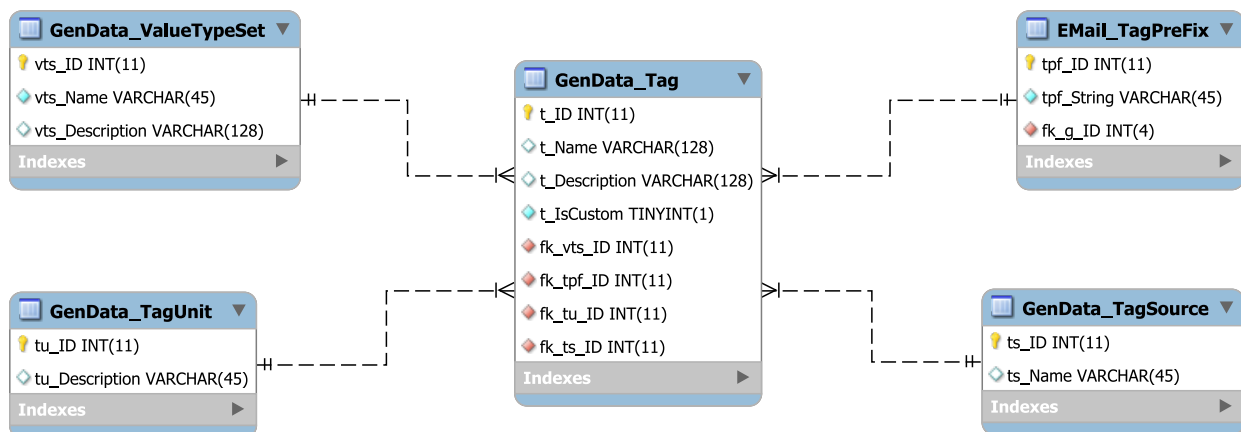 GenData_ValueTypeSet
vts_ID INT(11)
vts_Name VARCHAR(45)
vts_Description VARCHAR(128)
Indexes
GenData_TagUnit
tu_ID INT(11)
tu_Description VARCHAR(45)
Indexes
GenData_Tag
t_ID INT(11)
t_Name VARCHAR(128)
t_Description VARCHAR(128)
t_IsCustom TINYINT(1)
fk_vts_ID INT(11)
fk_tpf_ID INT(11)
fk_tu_ID INT(11)
fk_ts_ID INT(11)
Indexes
EMail_TagPreFix
tpf_ID INT(11)
tpf_String VARCHAR(45)
fk_g_ID INT(4)
Indexes
GenData_TagSource
ts_ID INT(11)
ts_Name VARCHAR(45)
Indexes